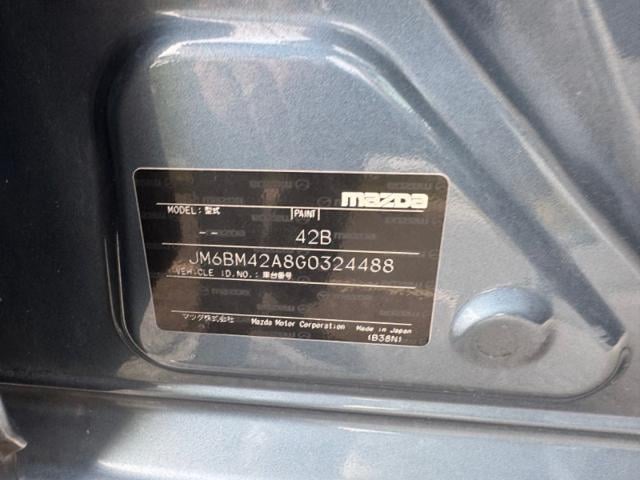 mazda
MODEL:型式 PAINT
- 42B
JM6BM42A8G0324488
VEHICLE ID.NO.:車台番号
マツダ株式会社 Mazda Motor Corporation Made in Japan
(B36N)